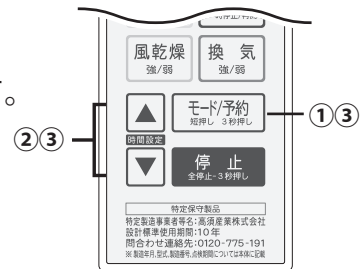 。
風乾燥
強/弱
換 気
強/弱
▲
モード/予約
短押し 3秒押し
①③
②③
時間設定
▼
停 止
全停止-3秒押し
特定保守製品
特定製造事業者等名:高須産業株式会社
設計標準使用期間:10年
問合わせ連絡先:0120-775-191
※製造年月,型式,製造番号,点検期間については本体に記載